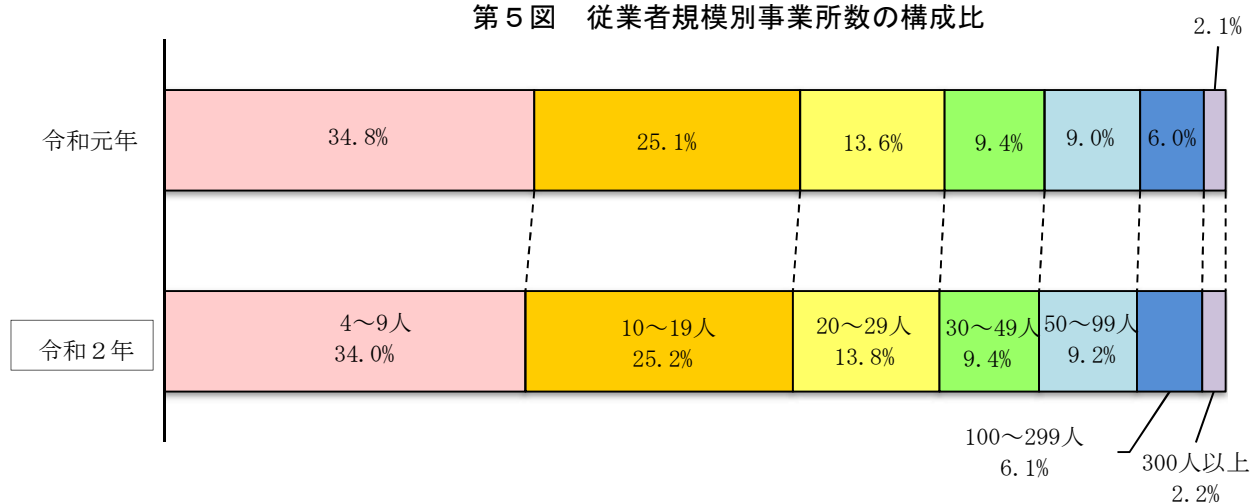 第５図　従業者規模別事業所数の構成比
2.1%
令和元年
34.8%
25.1%
13.6%
9.4%
9.0%
6.0%
令和２年
4～9人
34.0%
10～19人
25.2%
20～29人
13.8%
30～49人
9.4%
50～99人
9.2%
100～299人
6.1%
300人以上
2.2%